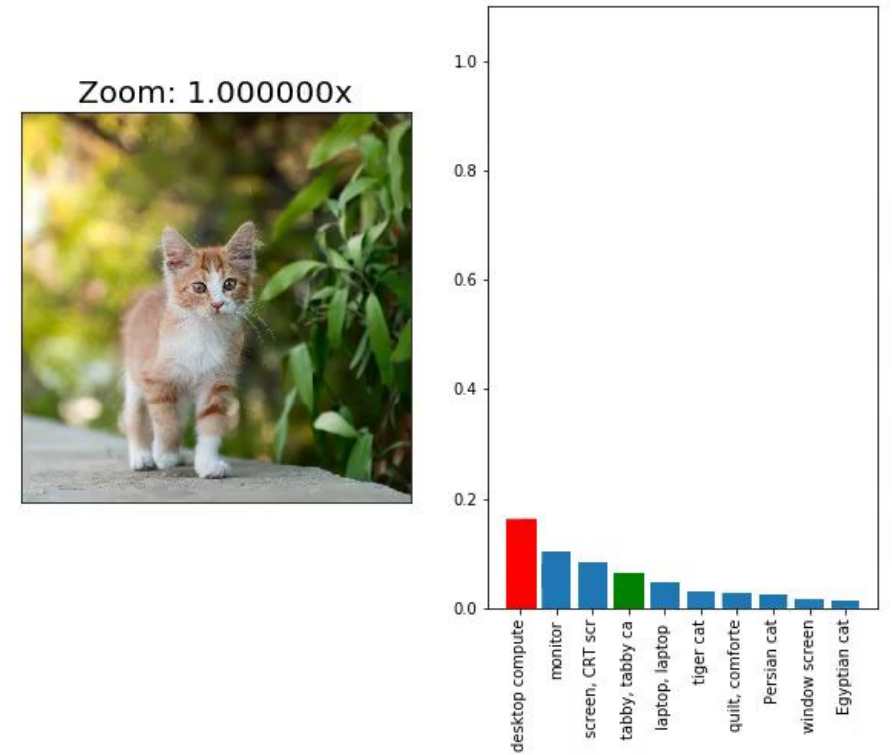 Zoom: 1.000000x
1.0
0.8
0.6
0.4
0.2
0.0
desktop compute
monitor
screen, CRT scr
tabby, tabby ca
laptop, laptop
tiger cat
quilt, comforte
Persian cat
window screen
Egyptian cat